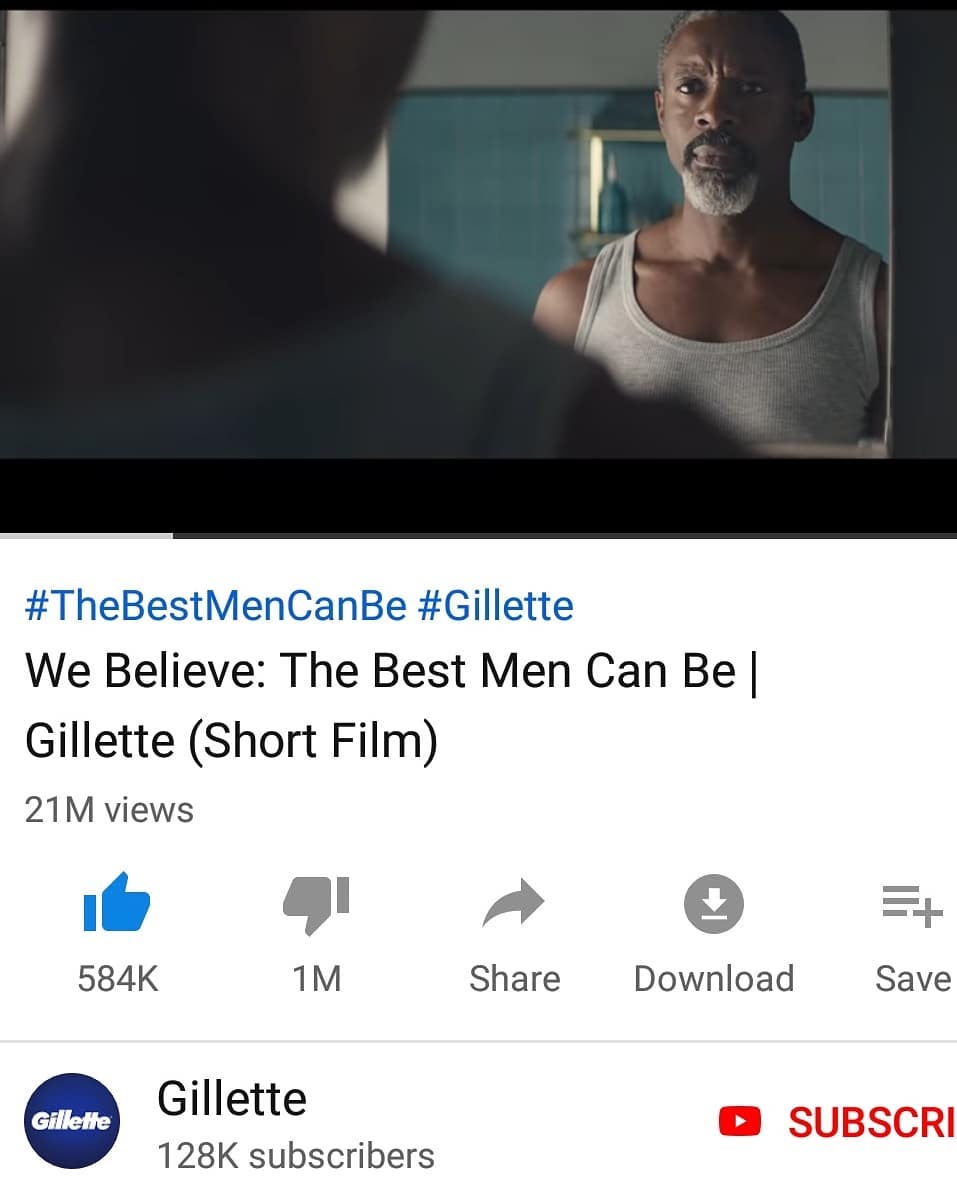 #TheBestMenCanBe #Gillette
We Believe: The Best Men Can Be |
Gillette (Short Film)
21M views
584K 1M Share Download Save
Gillette
Gillette
128K subscribers
SUBSCRI